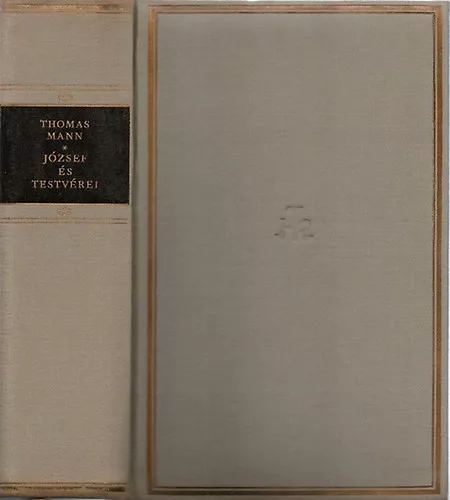 THOMAS
MANN
*
JÓZSEF
ÉS
TESTVÉREI